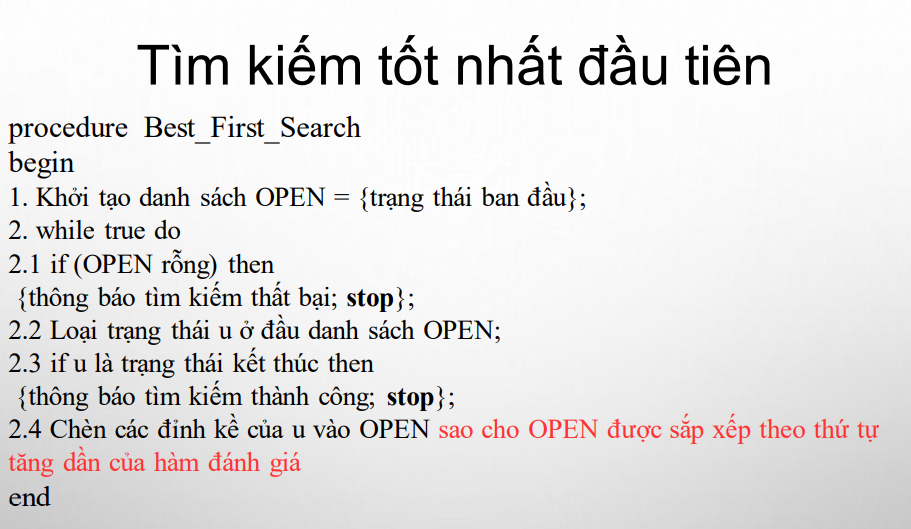 Tìm kiếm tốt nhất đầu tiên
procedure Best_First_Search
begin
1. Khởi tạo danh sách OPEN = {trạng thái ban đầu};
2. while true do
2.1 if (OPEN rỗng) then
{thông báo tìm kiếm thất bại; stop};
2.2 Loại trạng thái u ở đầu danh sách OPEN;
2.3 if u là trạng thái kết thúc then
{thông báo tìm kiếm thành công; stop};
2.4 Chèn các đỉnh kề của u vào OPEN sao cho OPEN được sắp xếp theo thứ tự
tăng dần của hàm đánh giá
end